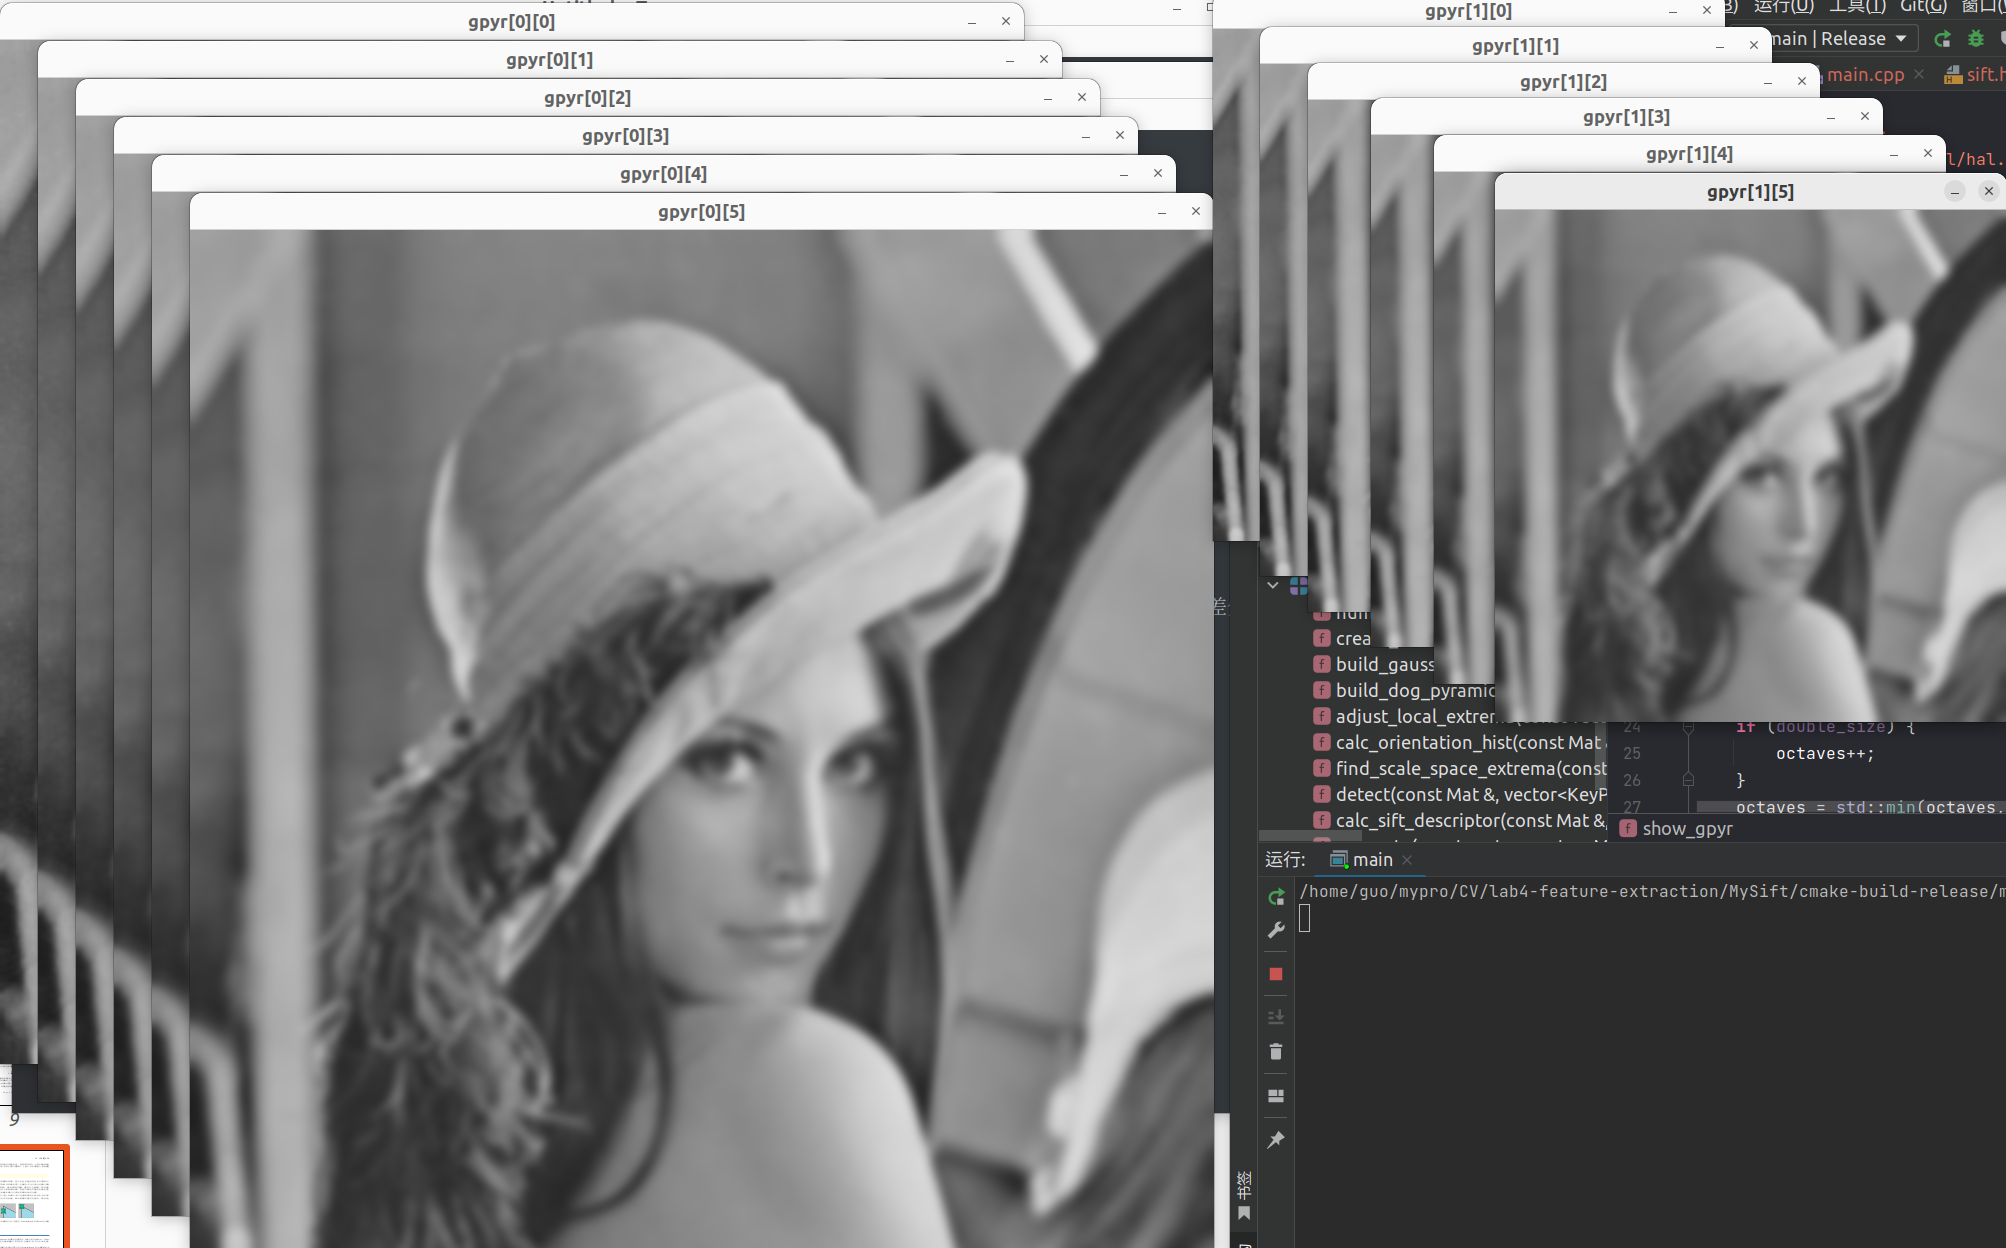 gpyr[0][0]
gpyr[0][1]
gpyr[0][2]
gpyr[0][3]
gpyr[0][4]
gpyr[0][5]
gpyr[1][0]
gpyr[1][1]
gpyr[1][2]
gpyr[1][3]
gpyr[1][4]
gpyr[1][5]
运行(U) 工具(T) Git(G) 窗口(
main | Release
main.cpp
sift.h
l/hal.
差
crea
build_gauss
build_dog_pyramid
adjust_local_extrem
calc_orientation_hist(const Mat
find_scale_space_extrema(const
detect(const Mat &, vector<KeyP
calc_sift_descriptor(const Mat &,
24 if (double_size) {
25 octaves++;
26 }
27 octaves = std::min(octaves,
show_gpyr
运行:
main
/home/guo/mypro/CV/lab4-feature-extraction/MySift/cmake-build-release/m
书签
9